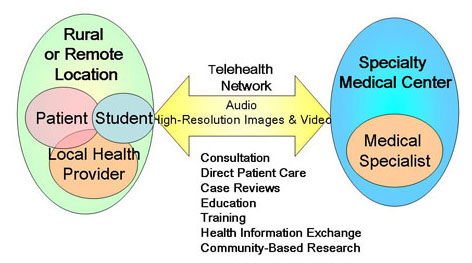 Rural
or Remote
Location
Patient
Student
Local Health
Provider
Telehealth
Network
Audio
High-Resolution Images & Video
Consultation
Direct Patient Care
Case Reviews
Education
Training
Health Information Exchange
Community-Based Research
Specialty
Medical Center
Medical
Specialist